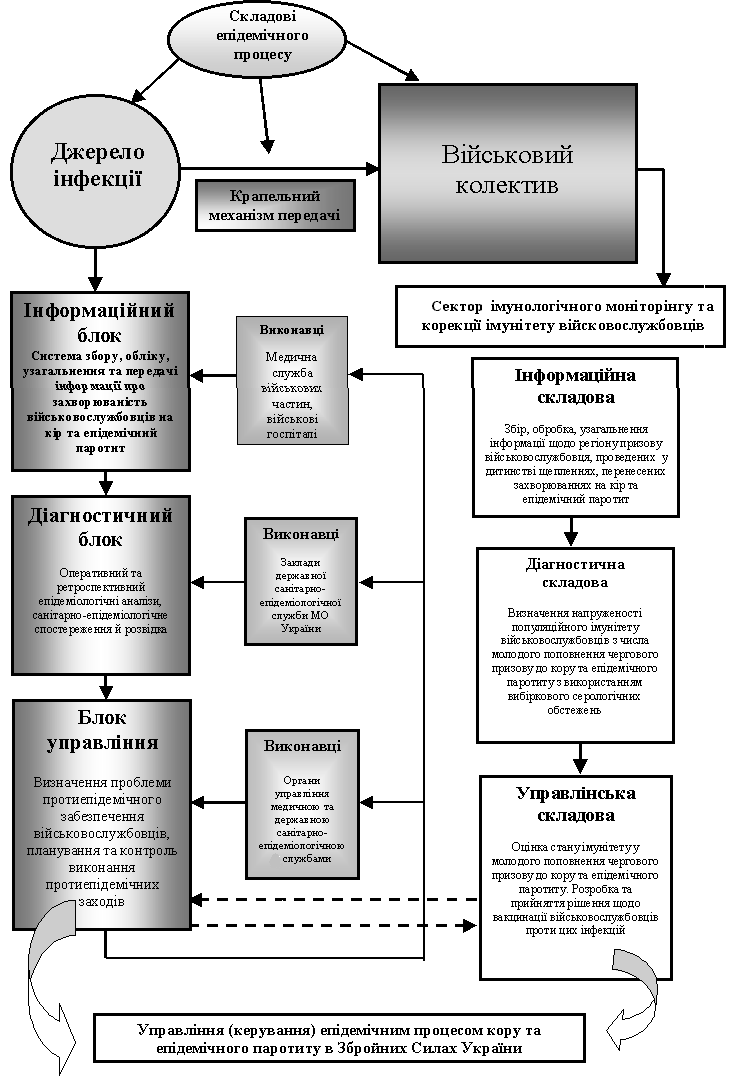 Складові
епідемічного
процесу
Джерело
інфекції
Військовий
колектив
Крапельний
механізм передачі
Інформаційний
блок
Система збору, обліку,
узагальнення та передачі
інформації про
захворюваність
військовослужбовців на
кір та епідемічний
паротит
Виконавці
Медична
служба
військових
частин,
військові
госпіталі
Діагностичний
блок
Оперативний та
ретроспективний
епідеміологічні аналізи,
санітарно-епідеміологічне
спостереження й розвідка
Виконавці
Заклади
державної
санітарно-
епідеміологічної
служби МО
України
Блок
управління
Визначення проблеми
протиепідемічного
забезпечення
військовослужбовців,
планування та контроль
виконання
протиепідемічних
заходів
Виконавці
Органи
управління
медичною та
державною
санітарно-
епідеміологічною
службами
Сектор імунологічного моніторінгу та
корекції імунітету війсковослужбовців
Інформаційна
складова
Збір, обробка, узагальнення
інформації щодо регіону призову
військовослужбовця, проведених у
дитинстві щепленнях, перенесених
захворюваннях на кір та
епідемічний паротит
Діагностична
складова
Визначення напруженості
популяційного імунітету
військовослужбовців з числа
молодого поповнення чергового
призову до кору та епідемічного
паротиту з використанням
вибіркового серологічних
обстежень
Управлінська
складова
Оцінка стану імунітету у
молодого поповнення чергового
призову до кору та епідемічного
паротиту. Розробка та
прийняття рішення щодо
вакцинації військовослужбовців
проти цих інфекцій
Управління (керування) епідемічним процесом кору та
епідемічного паротиту в Збройних Силах України